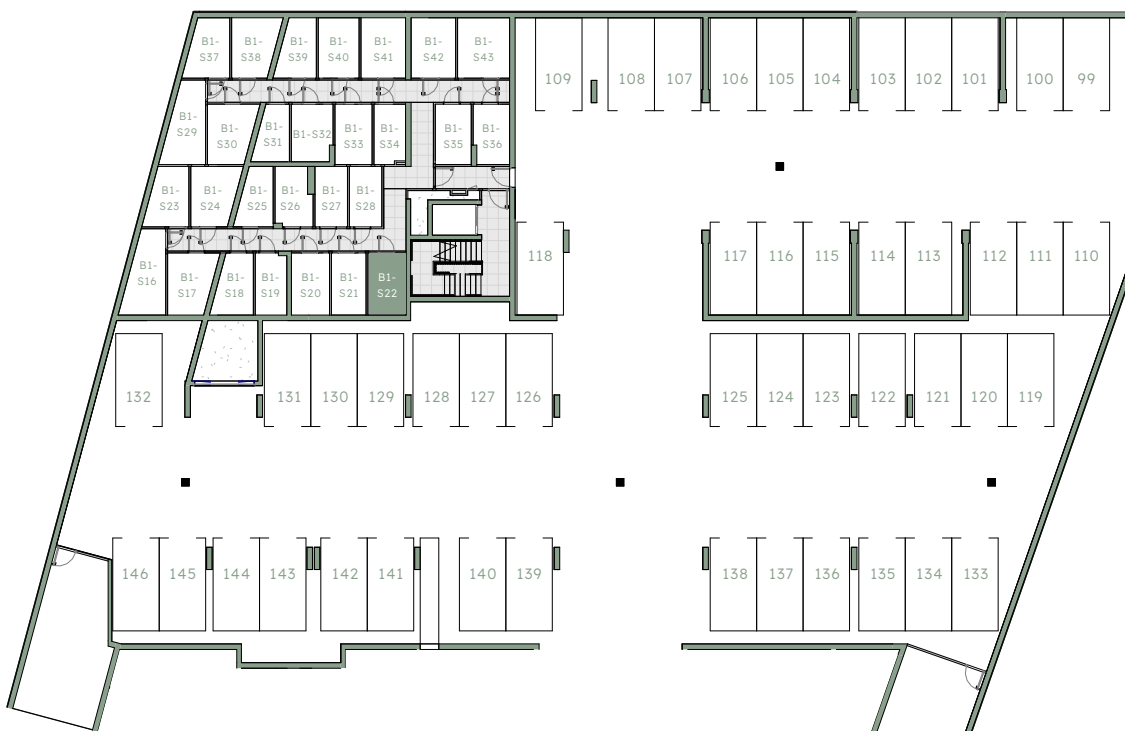 B1-
S37
B1-
S38
B1-
S39
B1-
S40
B1-
S41
B1-
S42
B1-
S43
109
108
107
106
105
104
103
102
101
100
99
B1-
S29
B1-
S30
B1-
S31
B1-S32
B1-
S33
B1-
S34
B1-
S35
B1-
S36
B1-
S23
B1-
S24
B1-
S25
B1-
S26
B1-
S27
B1-
S28
B1-
S16
B1-
S17
B1-
S18
B1-
S19
B1-
S20
B1-
S21
B1-
S22
118
117
116
115
114
113
112
111
110
132
131
130
129
128
127
126
125
124
123
122
121
120
119
146
145
144
143
142
141
140
139
138
137
136
135
134
133